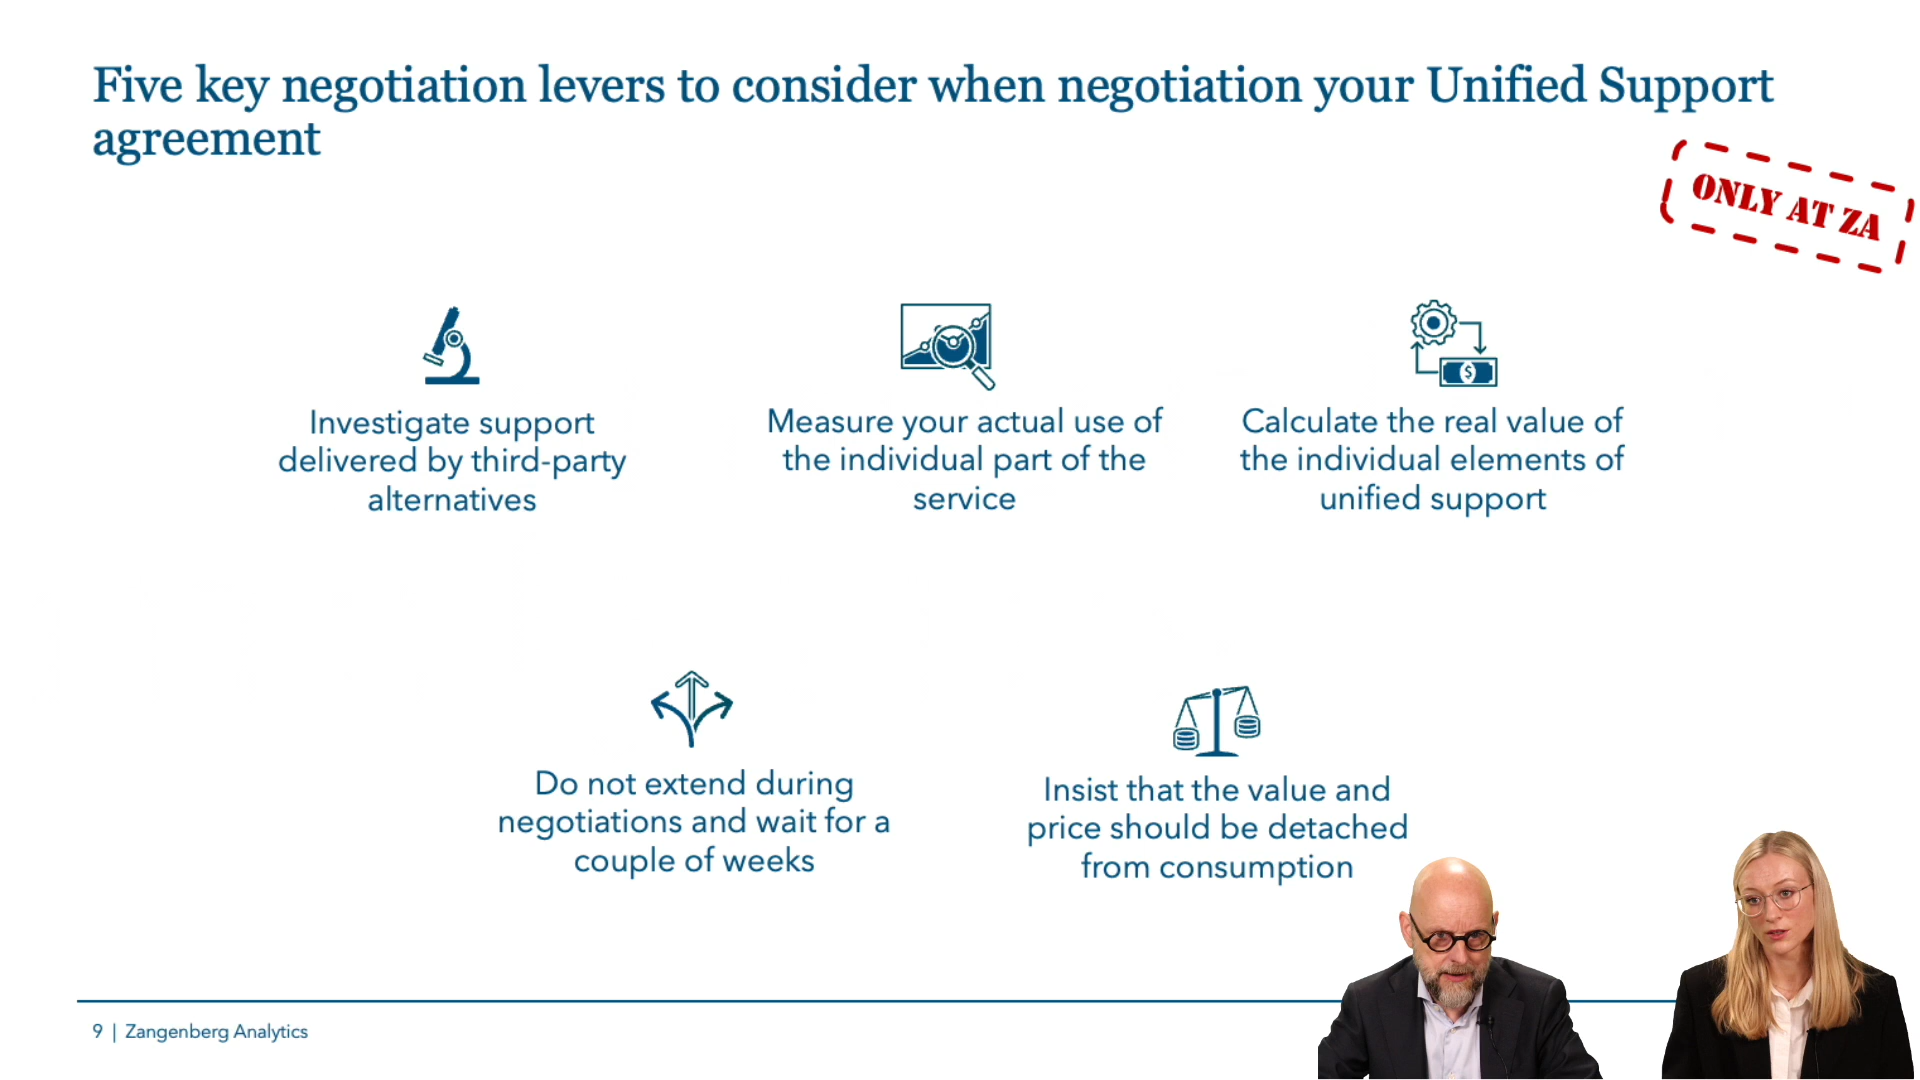 Five key negotiation levers to consider when negotiation your Unified Support
agreement
ONLY AT ZA
Investigate support
delivered by third-party
alternatives
Measure your actual use of
the individual part of the
service
Calculate the real value of
the individual elements of
unified support
Do not extend during
negotiations and wait for a
couple of weeks
Insist that the value and
price should be detached
from consumption
9 | Zangenberg Analytics